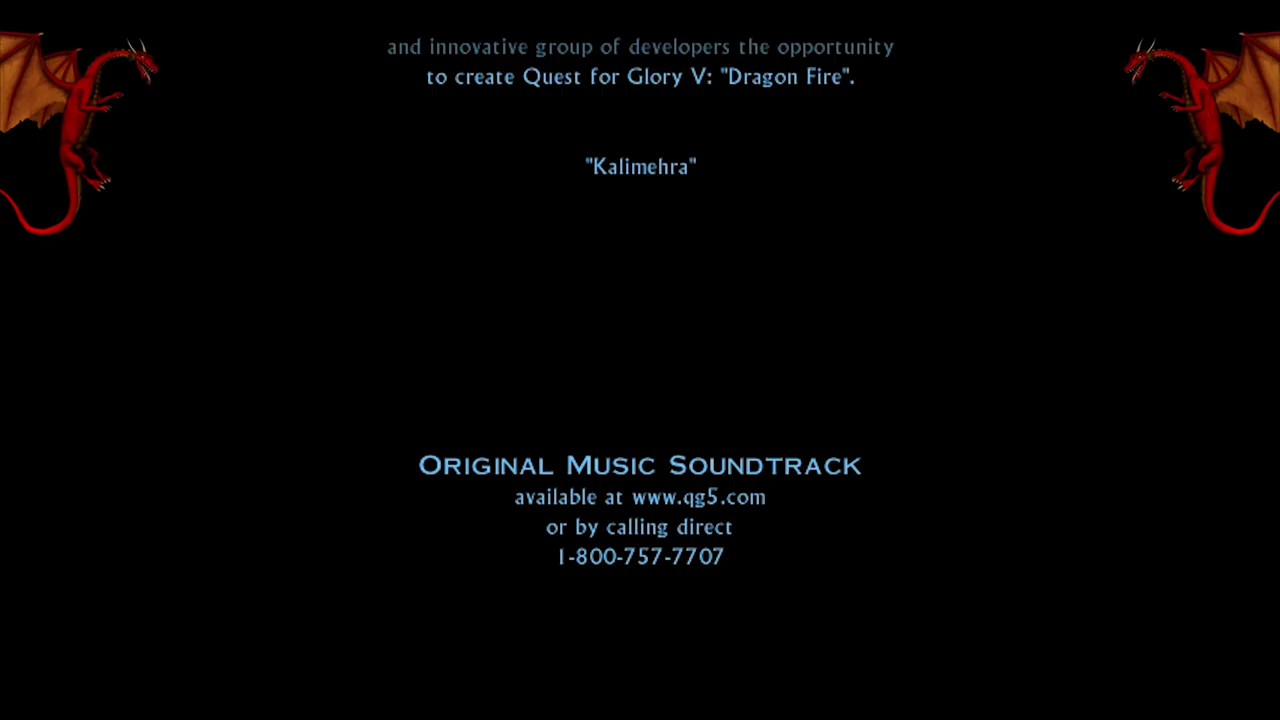 and innovative group of developers the opportunity
to create Quest for Glory V: "Dragon Fire".
"Kalimehra"
ORIGINAL MUSIC SOUNDTRACK
available at www.qg5.com
or by calling direct
1-800-757-7707